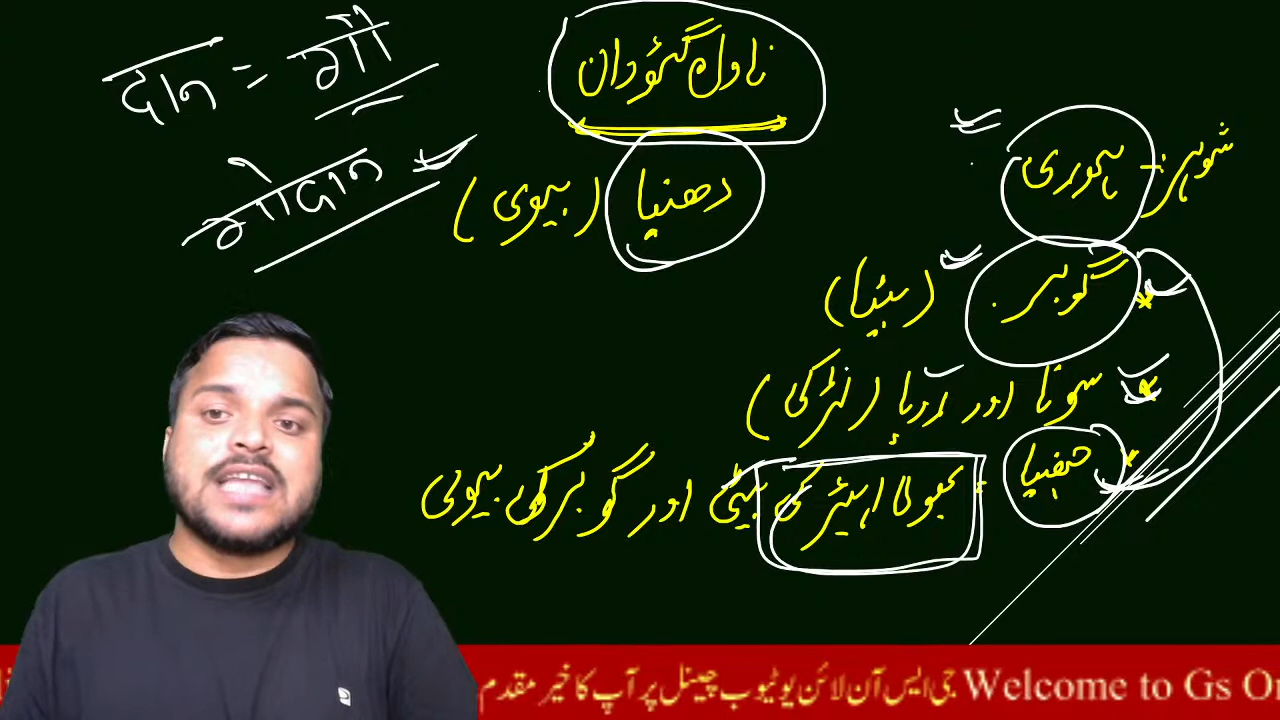 दान = गौ
गोदान
ناول گئودان
شوہر - ہوری
دھنیا (بیوی)
گوبر (بیٹا)
سونا اور روپا (لڑکی)
جھنیا : بھولا اہیر کی بیٹی اور گوبر کی بیوی
جی ایس آن لائن یوٹیوب چینل پر آپ کا خیر مقدم Welcome to Gs On